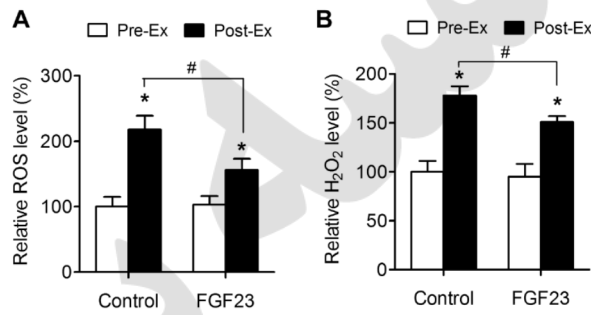 A
Pre-Ex Post-Ex
Relative ROS level (%)
300
200
100
0
#
*
*
Control FGF23
B
Pre-Ex Post-Ex
Relative H₂O₂ level (%)
200
150
100
50
0
#
*
*
Control FGF23